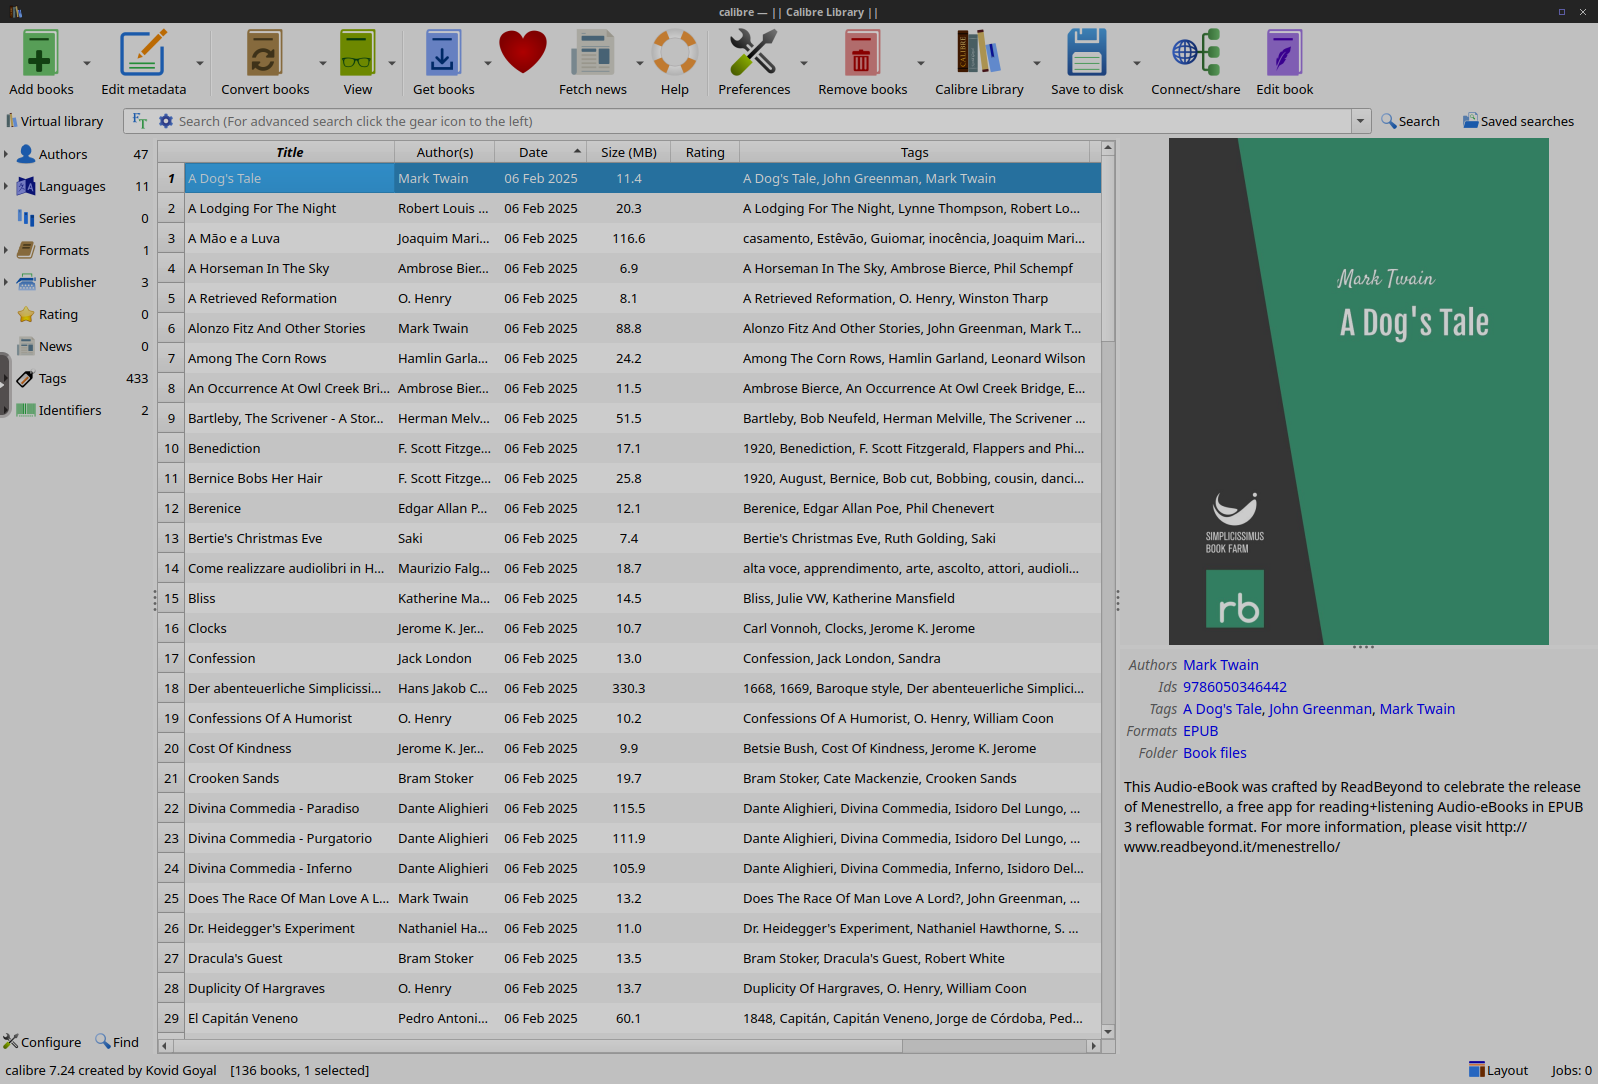 calibre — || Calibre Library ||
Add books
Edit metadata
Convert books
View
Get books
Fetch news
Help
Preferences
Remove books
Calibre Library
Save to disk
Connect/share
Edit book
Virtual library
FT Search (For advanced search click the gear icon to the left)
Search
Saved searches
Authors 47
Languages 11
Series 0
Formats 1
Publisher 3
Rating 0
News 0
Tags 433
Identifiers 2
Title Author(s) Date Size (MB) Rating Tags
1 A Dog's Tale Mark Twain 06 Feb 2025 11.4 A Dog's Tale, John Greenman, Mark Twain
2 A Lodging For The Night Robert Louis ... 06 Feb 2025 20.3 A Lodging For The Night, Lynne Thompson, Robert Lo...
3 A Mão e a Luva Joaquim Mari... 06 Feb 2025 116.6 casamento, Estêvão, Guiomar, inocência, Joaquim Mari...
4 A Horseman In The Sky Ambrose Bier... 06 Feb 2025 6.9 A Horseman In The Sky, Ambrose Bierce, Phil Schempf
5 A Retrieved Reformation O. Henry 06 Feb 2025 8.1 A Retrieved Reformation, O. Henry, Winston Tharp
6 Alonzo Fitz And Other Stories Mark Twain 06 Feb 2025 88.8 Alonzo Fitz And Other Stories, John Greenman, Mark T...
7 Among The Corn Rows Hamlin Garla... 06 Feb 2025 24.2 Among The Corn Rows, Hamlin Garland, Leonard Wilson
8 An Occurrence At Owl Creek Bri... Ambrose Bier... 06 Feb 2025 11.5 Ambrose Bierce, An Occurrence At Owl Creek Bridge, E...
9 Bartleby, The Scrivener - A Stor... Herman Melv... 06 Feb 2025 51.5 Bartleby, Bob Neufeld, Herman Melville, The Scrivener ...
10 Benediction F. Scott Fitzge... 06 Feb 2025 17.1 1920, Benediction, F. Scott Fitzgerald, Flappers and Phi...
11 Bernice Bobs Her Hair F. Scott Fitzge... 06 Feb 2025 25.8 1920, August, Bernice, Bob cut, Bobbing, cousin, danci...
12 Berenice Edgar Allan P... 06 Feb 2025 12.1 Berenice, Edgar Allan Poe, Phil Chenevert
13 Bertie's Christmas Eve Saki 06 Feb 2025 7.4 Bertie's Christmas Eve, Ruth Golding, Saki
14 Come realizzare audiolibri in H... Maurizio Falg... 06 Feb 2025 18.7 alta voce, apprendimento, arte, ascolto, attori, audioli...
15 Bliss Katherine Ma... 06 Feb 2025 14.5 Bliss, Julie VW, Katherine Mansfield
16 Clocks Jerome K. Jer... 06 Feb 2025 10.7 Carl Vonnoh, Clocks, Jerome K. Jerome
17 Confession Jack London 06 Feb 2025 13.0 Confession, Jack London, Sandra
18 Der abenteuerliche Simplicissi... Hans Jakob C... 06 Feb 2025 330.3 1668, 1669, Baroque style, Der abenteuerliche Simplici...
19 Confessions Of A Humorist O. Henry 06 Feb 2025 10.2 Confessions Of A Humorist, O. Henry, William Coon
20 Cost Of Kindness Jerome K. Jer... 06 Feb 2025 9.9 Betsie Bush, Cost Of Kindness, Jerome K. Jerome
21 Crooken Sands Bram Stoker 06 Feb 2025 19.7 Bram Stoker, Cate Mackenzie, Crooken Sands
22 Divina Commedia - Paradiso Dante Alighieri 06 Feb 2025 115.5 Dante Alighieri, Divina Commedia, Isidoro Del Lungo, ...
23 Divina Commedia - Purgatorio Dante Alighieri 06 Feb 2025 111.9 Dante Alighieri, Divina Commedia, Isidoro Del Lungo, ...
24 Divina Commedia - Inferno Dante Alighieri 06 Feb 2025 105.9 Dante Alighieri, Divina Commedia, Inferno, Isidoro Del...
25 Does The Race Of Man Love A L... Mark Twain 06 Feb 2025 13.2 Does The Race Of Man Love A Lord?, John Greenman, ...
26 Dr. Heidegger's Experiment Nathaniel Ha... 06 Feb 2025 11.0 Dr. Heidegger's Experiment, Nathaniel Hawthorne, S. ...
27 Dracula's Guest Bram Stoker 06 Feb 2025 13.5 Bram Stoker, Dracula's Guest, Robert White
28 Duplicity Of Hargraves O. Henry 06 Feb 2025 13.7 Duplicity Of Hargraves, O. Henry, William Coon
29 El Capitán Veneno Pedro Antoni... 06 Feb 2025 60.1 1848, Capitán, Capitán Veneno, Jorge de Córdoba, Ped...
Mark Twain
A Dog's Tale
SIMPLICISSIMUS
BOOK FARM
rb
Authors Mark Twain
Ids 9786050346442
Tags A Dog's Tale, John Greenman, Mark Twain
Formats EPUB
Folder Book files
This Audio-eBook was crafted by ReadBeyond to celebrate the release
of Menestrello, a free app for reading+listening Audio-eBooks in EPUB
3 reflowable format. For more information, please visit http://
www.readbeyond.it/menestrello/
Configure
Find
calibre 7.24 created by Kovid Goyal [136 books, 1 selected]
Layout
Jobs: 0